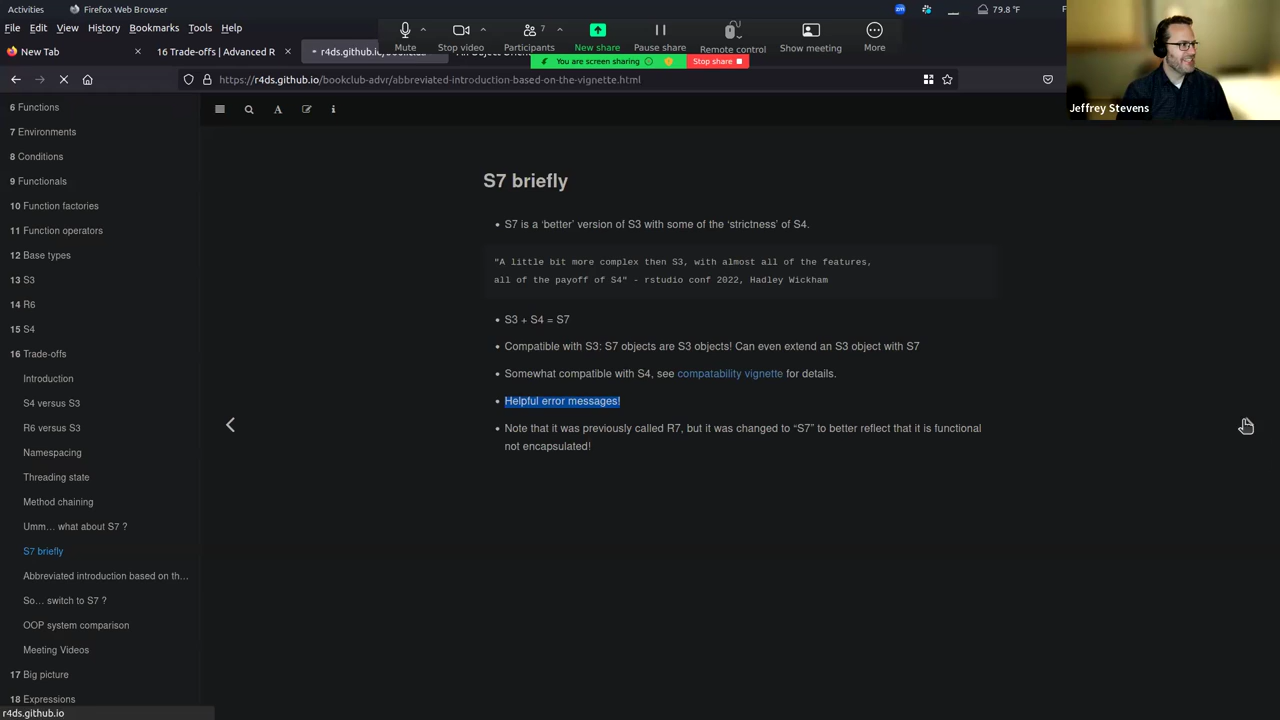 Activities
Firefox Web Browser
79.8 °F
File Edit View History Bookmarks Tools Help
Mute
Stop video
7
Participants
New share
Pause share
Remote control
Show meeting
More
You are screen sharing
Stop share
New Tab
16 Trade-offs | Advanced R
https://r4ds.github.io/bookclub-advr/abbreviated-introduction-based-on-the-vignette.html
Jeffrey Stevens
6 Functions
7 Environments
8 Conditions
9 Functionals
10 Function factories
11 Function operators
12 Base types
13 S3
14 R6
15 S4
16 Trade-offs
Introduction
S4 versus S3
R6 versus S3
Namespacing
Threading state
Method chaining
Umm… what about S7 ?
S7 briefly
Abbreviated introduction based on th…
So… switch to S7 ?
OOP system comparison
Meeting Videos
17 Big picture
18 Expressions
r4ds.github.io
S7 briefly
S7 is a ‘better’ version of S3 with some of the ‘strictness’ of S4.
"A little bit more complex then S3, with almost all of the features,
all of the payoff of S4" - rstudio conf 2022, Hadley Wickham
S3 + S4 = S7
Compatible with S3: S7 objects are S3 objects! Can even extend an S3 object with S7
Somewhat compatible with S4, see compatability vignette for details.
Helpful error messages!
Note that it was previously called R7, but it was changed to “S7” to better reflect that it is functional
not encapsulated!